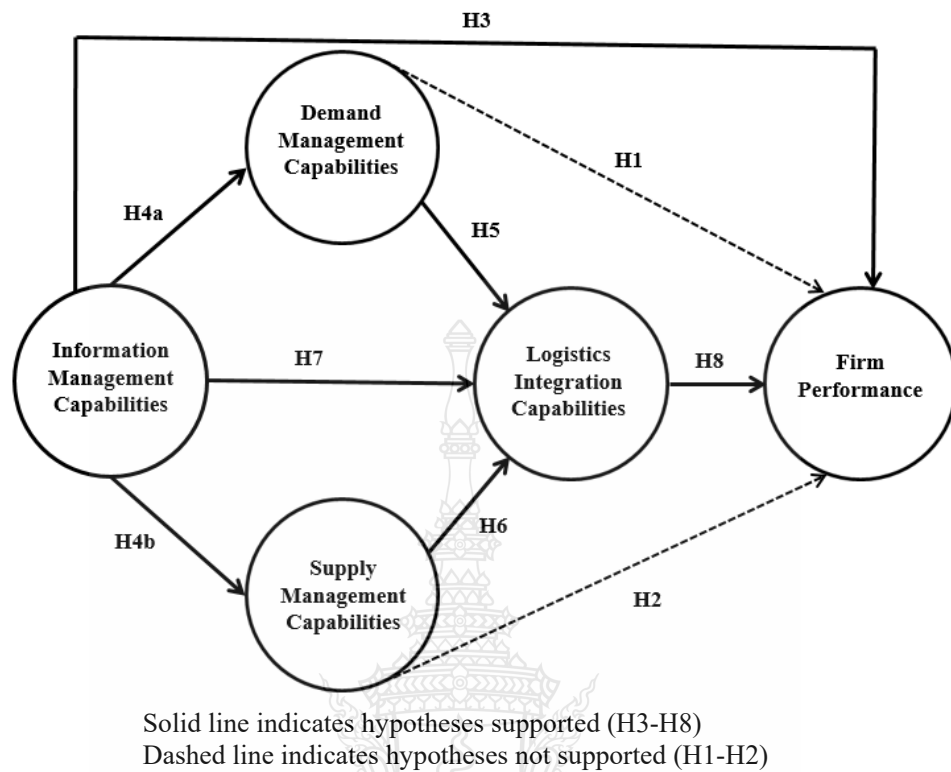 H3
Demand
Management
Capabilities
H1
H4a
H5
Information
Management
Capabilities
H7
Logistics
Integration
Capabilities
H8
Firm
Performance
H4b
H6
Supply
Management
Capabilities
H2
Solid line indicates hypotheses supported (H3-H8)
Dashed line indicates hypotheses not supported (H1-H2)